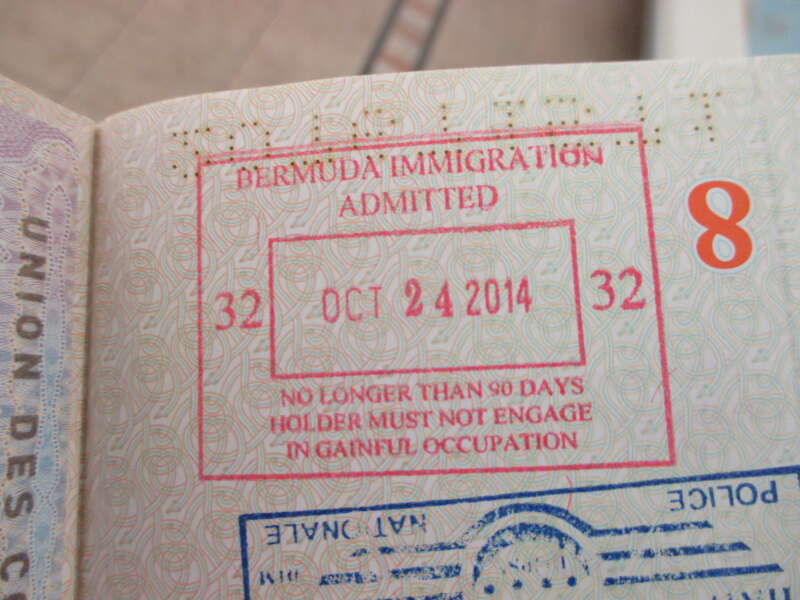 BERMUDA IMMIGRATION
ADMITTED
32 OCT 24 2014 32
NO LONGER THAN 90 DAYS
HOLDER MUST NOT ENGAGE
IN GAINFUL OCCUPATION
8
UNION DES
POLICE NATIONALE